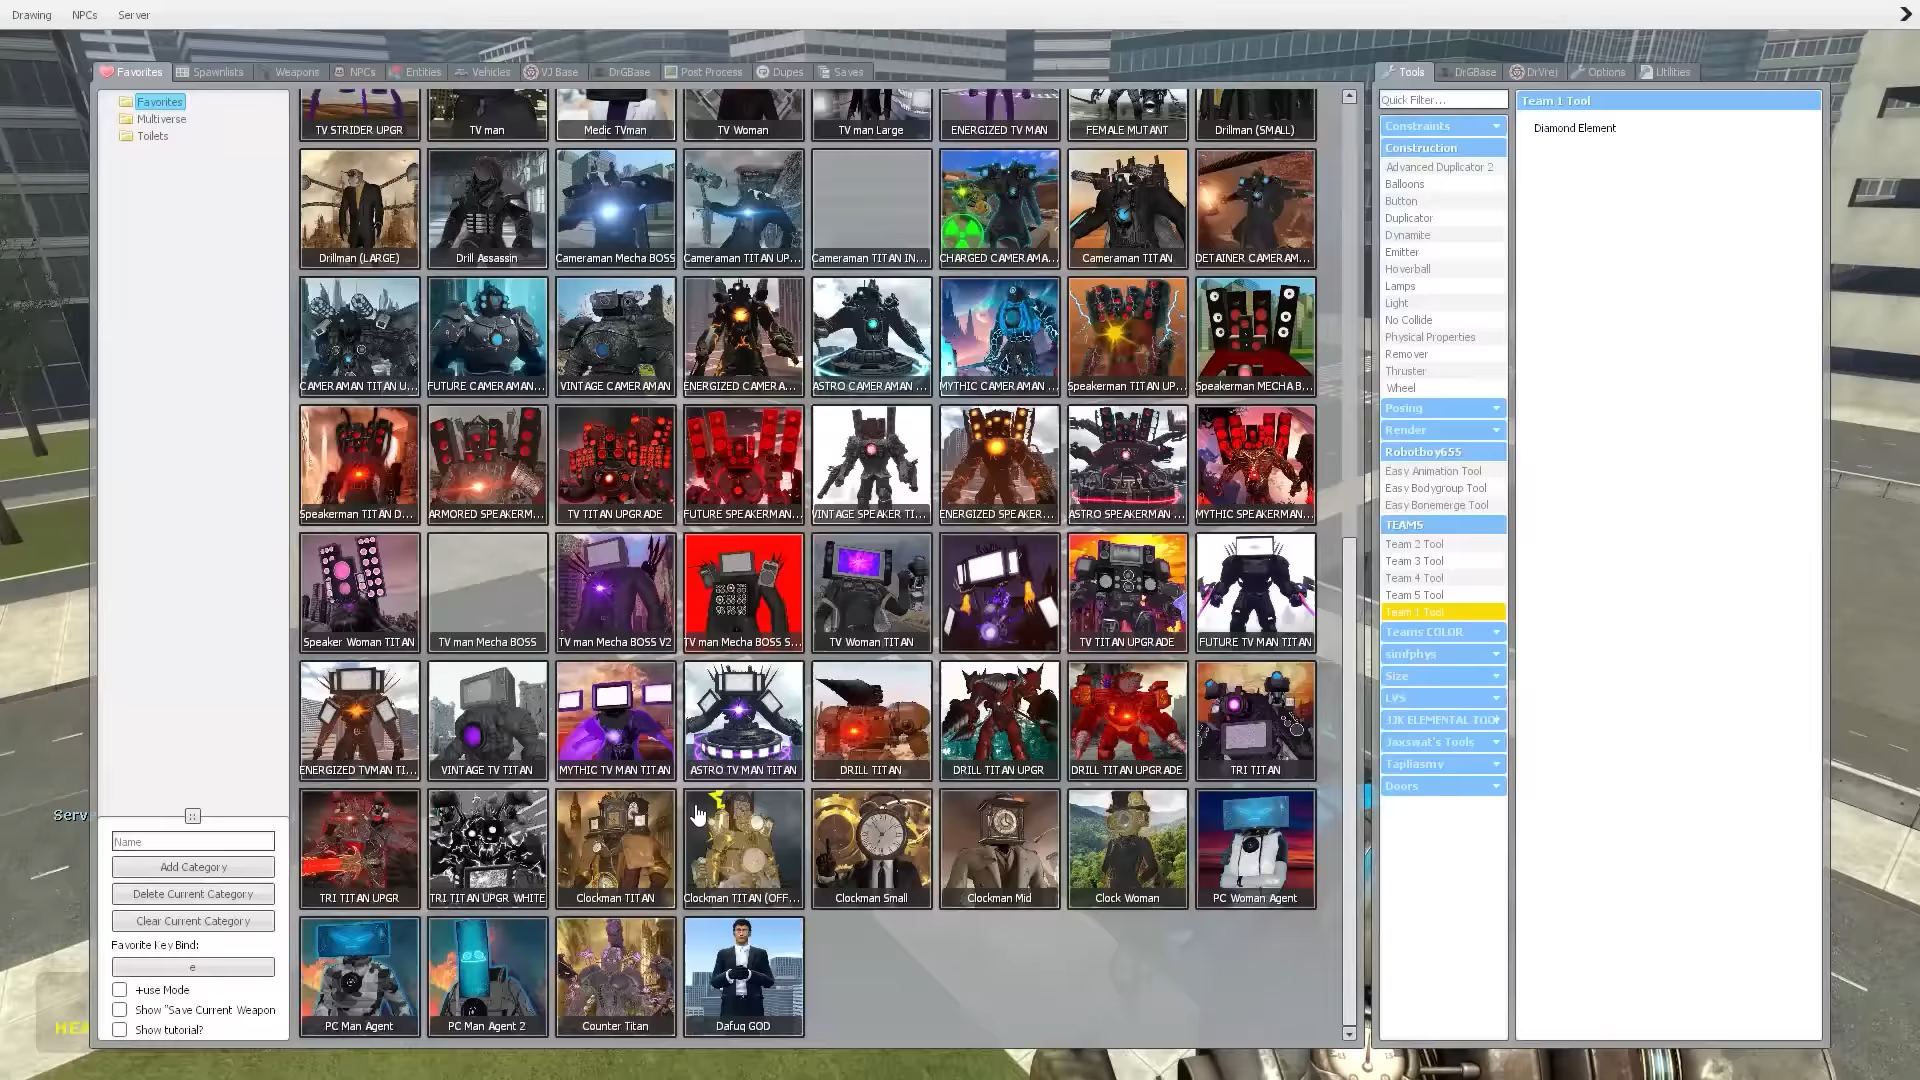 Drawing NPCs Server
Favorites Spawnlists Weapons NPCs Entities Vehicles VJ Base DrGBase Post Process Dupes Saves
Tools DrGBase DrVrej Options Utilities
Favorites
Multiverse
Toilets
TV STRIDER UPGR TV man Medic TVman TV Woman TV man Large ENERGIZED TV MAN FEMALE MUTANT Drillman (SMALL)
Drillman (LARGE) Drill Assassin Cameraman Mecha BOSS Cameraman TITAN UP... Cameraman TITAN IN... CHARGED CAMERAMA... Cameraman TITAN DETAINER CAMERAM...
CAMERAMAN TITAN U... FUTURE CAMERAMAN... VINTAGE CAMERAMAN ENERGIZED CAMERA... ASTRO CAMERAMAN ... MYTHIC CAMERAMAN ... Speakerman TITAN UP... Speakerman MECHA B...
Speakerman TITAN D... ARMORED SPEAKERM... TV TITAN UPGRADE FUTURE SPEAKERMAN... VINTAGE SPEAKER TI... ENERGIZED SPEAKER... ASTRO SPEAKERMAN ... MYTHIC SPEAKERMAN...
Speaker Woman TITAN TV man Mecha BOSS TV man Mecha BOSS V2 TV man Mecha BOSS S... TV Woman TITAN TV TITAN UPGRADE FUTURE TV MAN TITAN
ENERGIZED TVMAN TI... VINTAGE TV TITAN MYTHIC TV MAN TITAN ASTRO TV MAN TITAN DRILL TITAN DRILL TITAN UPGR DRILL TITAN UPGRADE TRI TITAN
TRI TITAN UPGR TRI TITAN UPGR WHITE Clockman TITAN Clockman TITAN (OFF... Clockman Small Clockman Mid Clock Woman PC Woman Agent
PC Man Agent PC Man Agent 2 Counter Titan Dafuq GOD
Serv
Name
Add Category
Delete Current Category
Clear Current Category
Favorite Key Bind:
e
+use Mode
Show "Save Current Weapon
Show tutorial?
HEA
Quick Filter...
Constraints
Construction
Advanced Duplicator 2
Balloons
Button
Duplicator
Dynamite
Emitter
Hoverball
Lamps
Light
No Collide
Physical Properties
Remover
Thruster
Wheel
Posing
Render
Robotboy655
Easy Animation Tool
Easy Bodygroup Tool
Easy Bonemerge Tool
TEAMS
Team 2 Tool
Team 3 Tool
Team 4 Tool
Team 5 Tool
Team 1 Tool
Teams COLOR
simfphys
Size
LVS
JJK ELEMENTAL TOO
Jaxswat's Tools
Tapliasmy
Doors
Team 1 Tool
Diamond Element